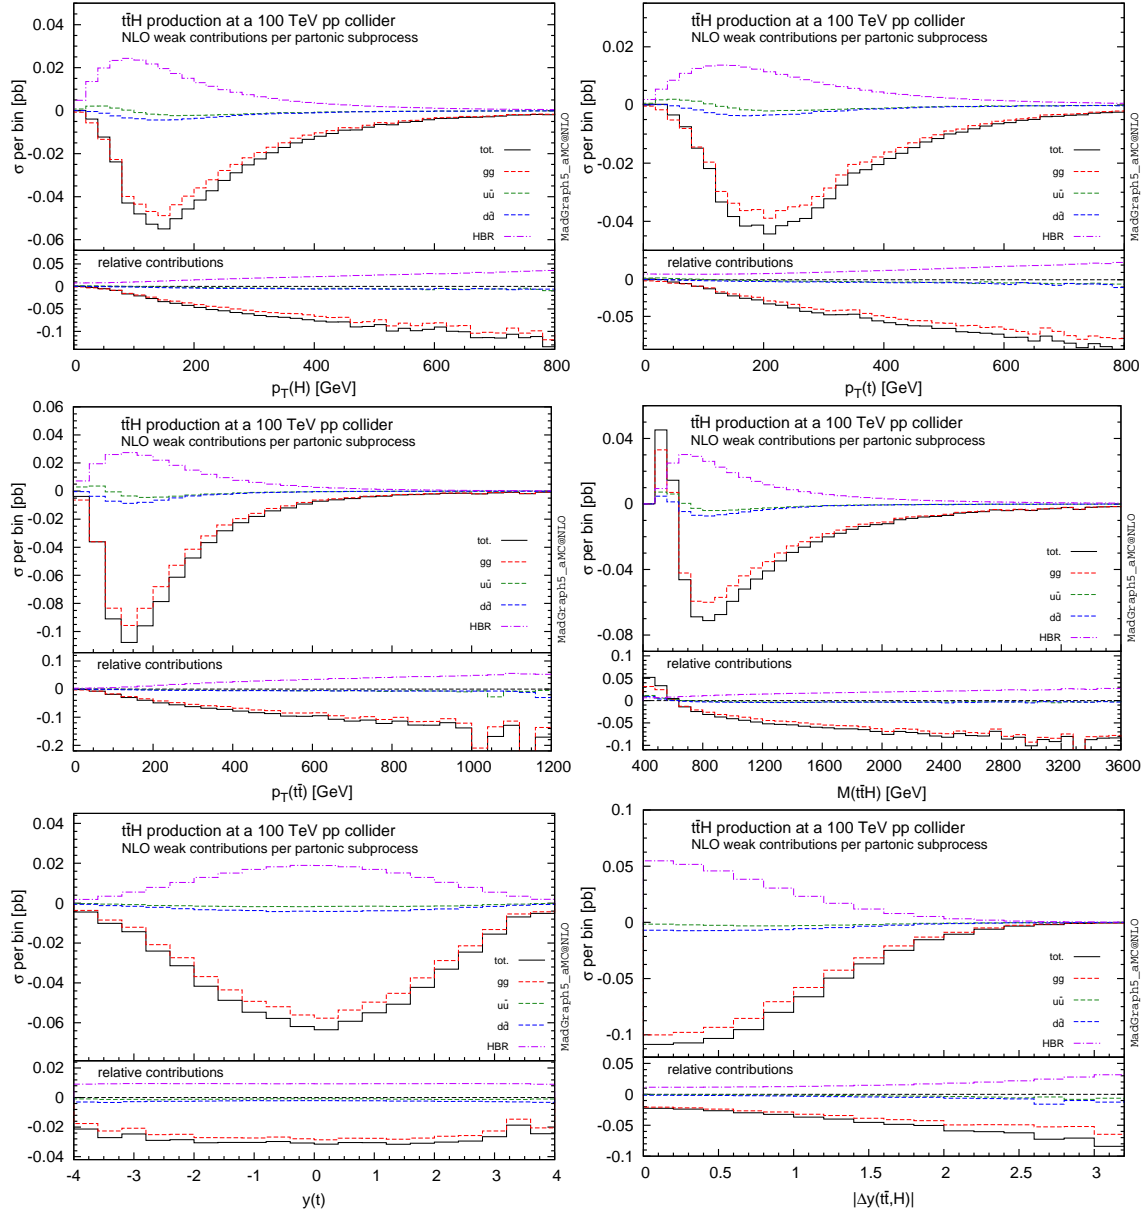 tt̄H production at a 100 TeV pp collider
NLO weak contributions per partonic subprocess
σ per bin [pb]
0.04
0.02
0
-0.02
-0.04
-0.06
tot.
gg
uū
dd̄
HBR
MadGraph5_aMC@NLO
relative contributions
0.05
0
-0.05
-0.1
0 200 400 600 800
p_T(H) [GeV]
tt̄H production at a 100 TeV pp collider
NLO weak contributions per partonic subprocess
σ per bin [pb]
0.02
0
-0.02
-0.04
tot.
gg
uū
dd̄
HBR
MadGraph5_aMC@NLO
relative contributions
0.05
0
-0.05
0 200 400 600 800
p_T(t) [GeV]
tt̄H production at a 100 TeV pp collider
NLO weak contributions per partonic subprocess
σ per bin [pb]
0.06
0.04
0.02
0
-0.02
-0.04
-0.06
-0.08
-0.1
tot.
gg
uū
dd̄
HBR
MadGraph5_aMC@NLO
relative contributions
0.1
0
-0.1
-0.2
0 200 400 600 800 1000 1200
p_T(tt̄) [GeV]
tt̄H production at a 100 TeV pp collider
NLO weak contributions per partonic subprocess
σ per bin [pb]
0.04
0
-0.04
-0.08
tot.
gg
uū
dd̄
HBR
MadGraph5_aMC@NLO
relative contributions
0.1
0.05
0
-0.05
-0.1
400 800 1200 1600 2000 2400 2800 3200 3600
M(tt̄H) [GeV]
tt̄H production at a 100 TeV pp collider
NLO weak contributions per partonic subprocess
σ per bin [pb]
0.04
0.02
0
-0.02
-0.04
-0.06
tot.
gg
uū
dd̄
HBR
MadGraph5_aMC@NLO
relative contributions
0.02
0
-0.02
-0.04
-4 -3 -2 -1 0 1 2 3 4
y(t)
tt̄H production at a 100 TeV pp collider
NLO weak contributions per partonic subprocess
σ per bin [pb]
0.1
0.05
0
-0.05
-0.1
tot.
gg
uū
dd̄
HBR
MadGraph5_aMC@NLO
relative contributions
0.05
0
-0.05
-0.1
0 0.5 1 1.5 2 2.5 3
|Δy(tt̄,H)|